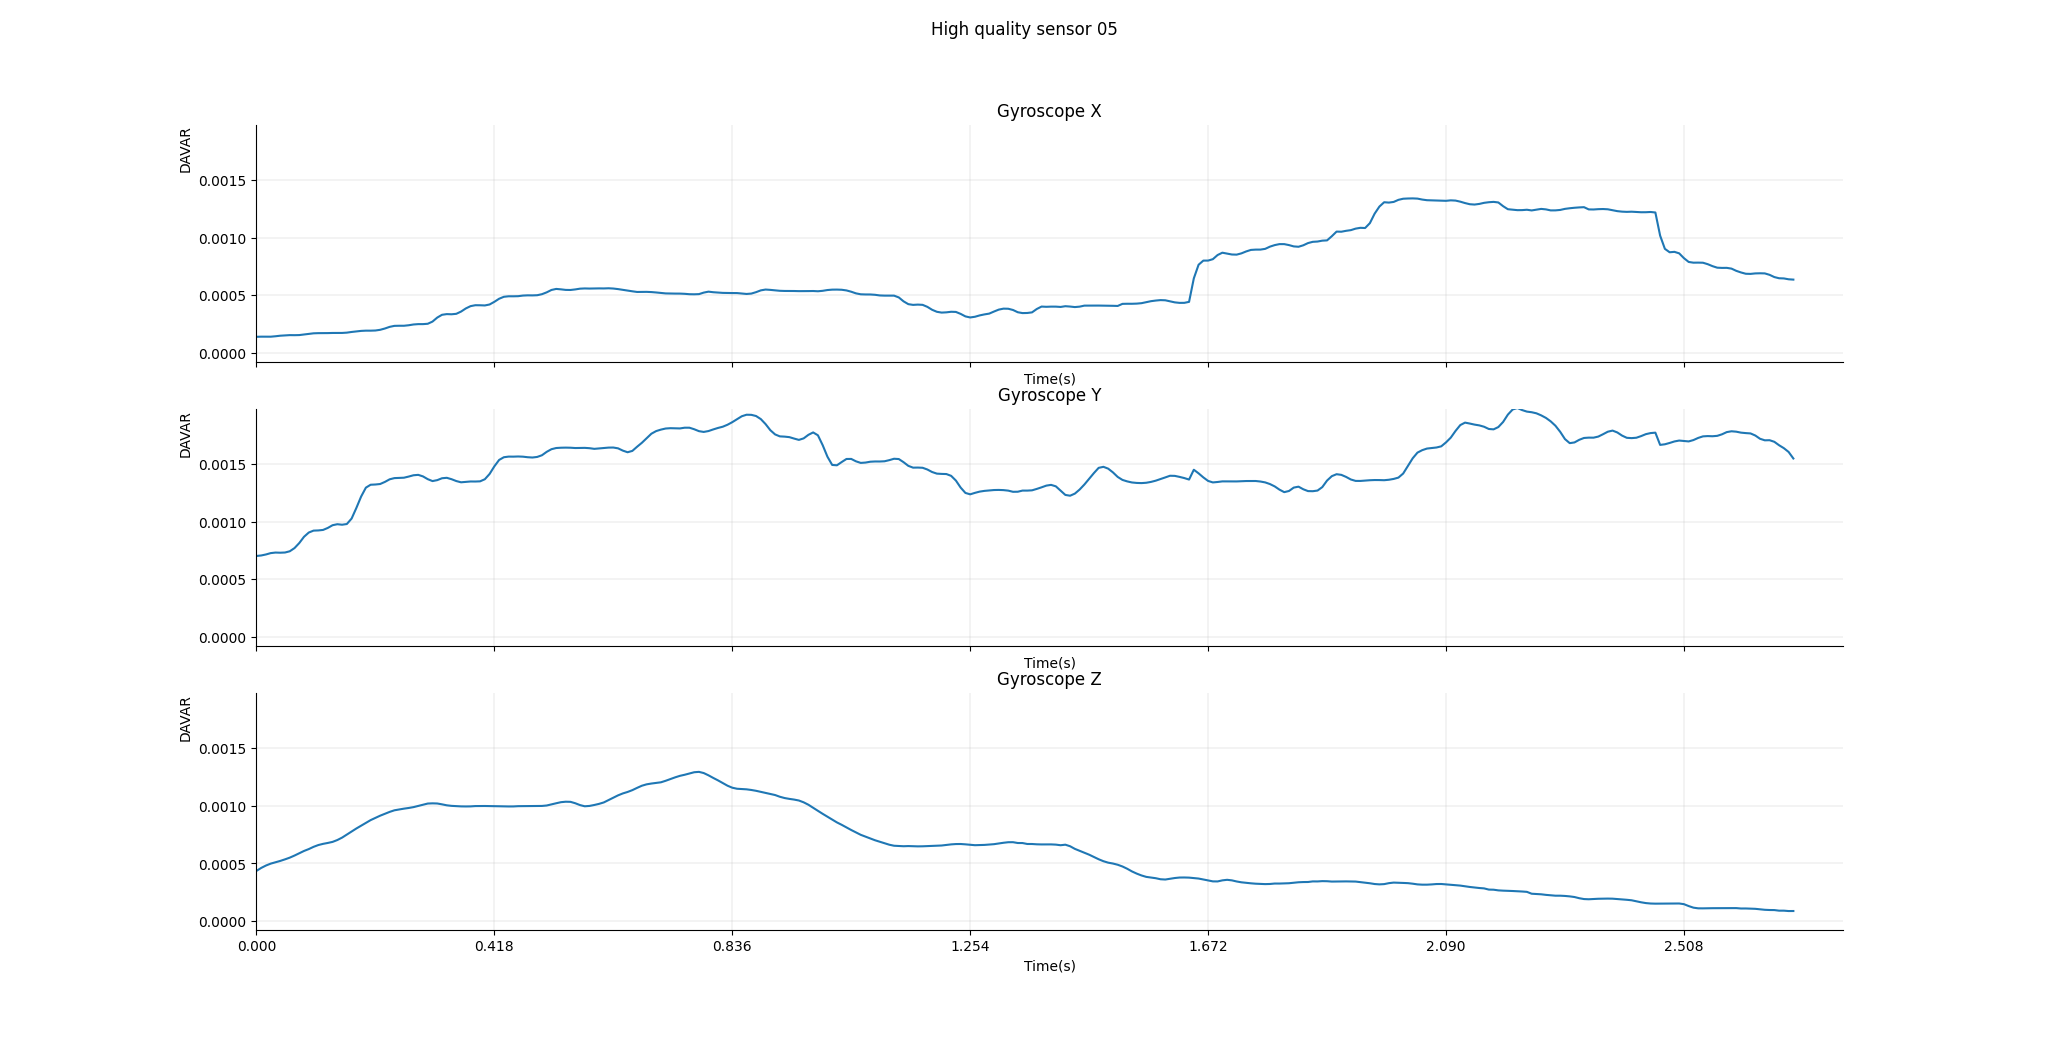 High quality sensor 05
Gyroscope X
DAVAR
0.0015
0.0010
0.0005
0.0000
Time(s)
Gyroscope Y
DAVAR
0.0015
0.0010
0.0005
0.0000
Time(s)
Gyroscope Z
DAVAR
0.0015
0.0010
0.0005
0.0000
0.000 0.418 0.836 1.254 1.672 2.090 2.508
Time(s)